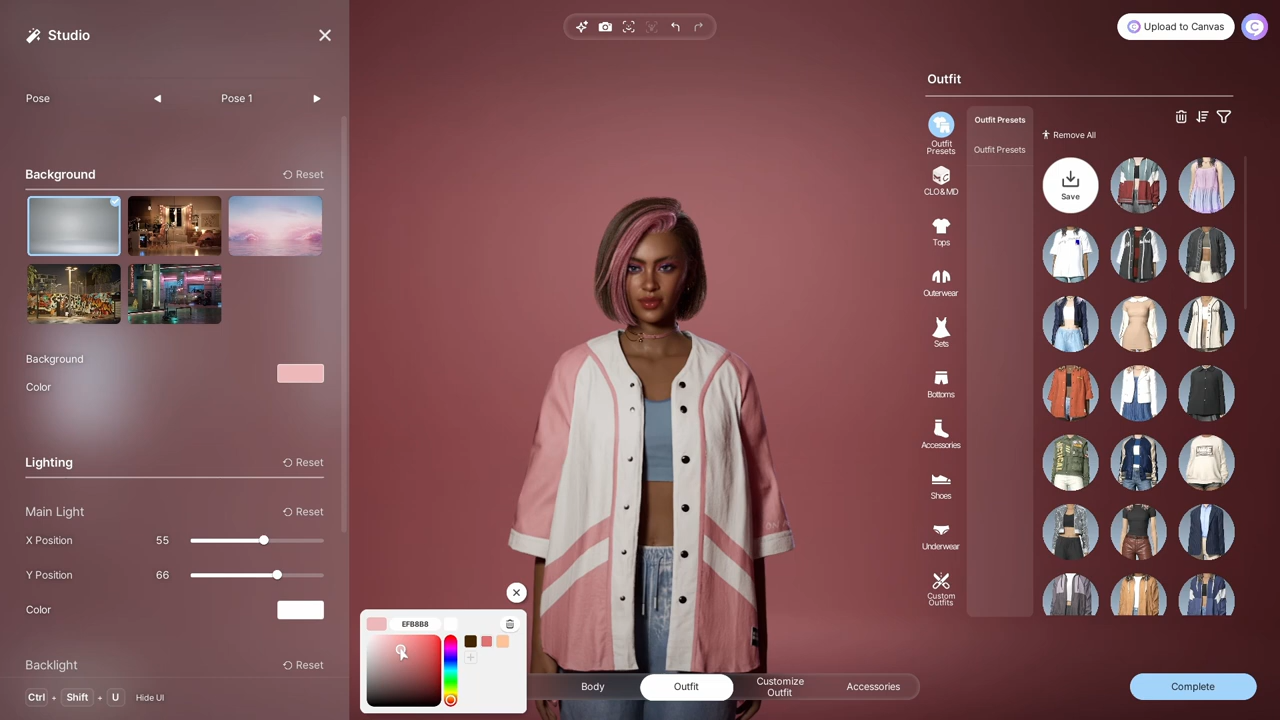 Studio
Pose
Pose 1
Background
Reset
Background
Color
Lighting
Reset
Main Light
Reset
X Position
55
Y Position
66
Color
Backlight
Reset
Ctrl + Shift + U Hide UI
EFB8B8
Body
Outfit
Customize
Outfit
Accessories
Upload to Canvas
Outfit
Outfit
Presets
CLO&MD
Tops
Outerwear
Sets
Bottoms
Accessories
Shoes
Underwear
Custom
Outfits
Outfit Presets
Outfit Presets
Remove All
Save
Complete